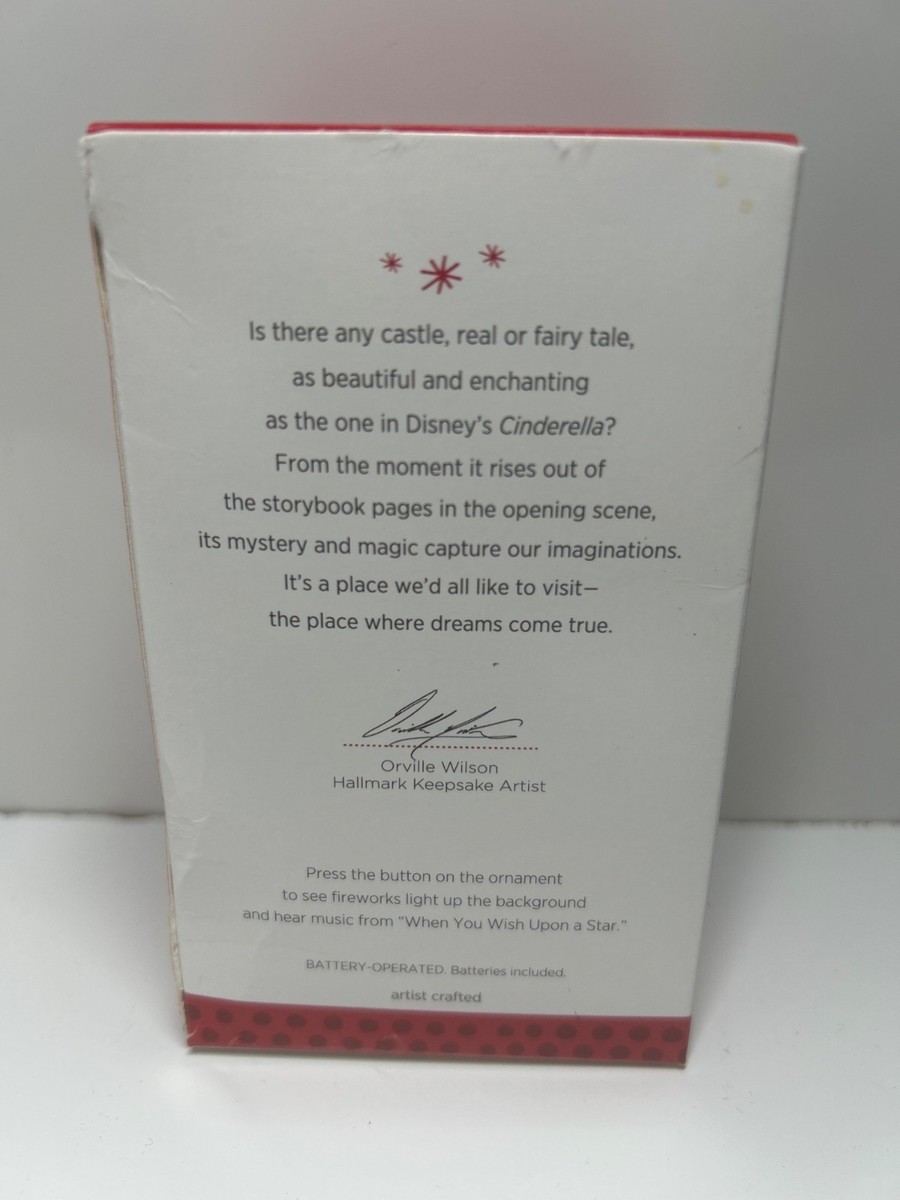 Is there any castle, real or fairy tale,
as beautiful and enchanting
as the one in Disney's Cinderella?
From the moment it rises out of
the storybook pages in the opening scene,
its mystery and magic capture our imaginations.
It's a place we'd all like to visit—
the place where dreams come true.
Orville Wilson
Orville Wilson
Hallmark Keepsake Artist
Press the button on the ornament
to see fireworks light up the background
and hear music from "When You Wish Upon a Star."
BATTERY-OPERATED. Batteries included.
artist crafted